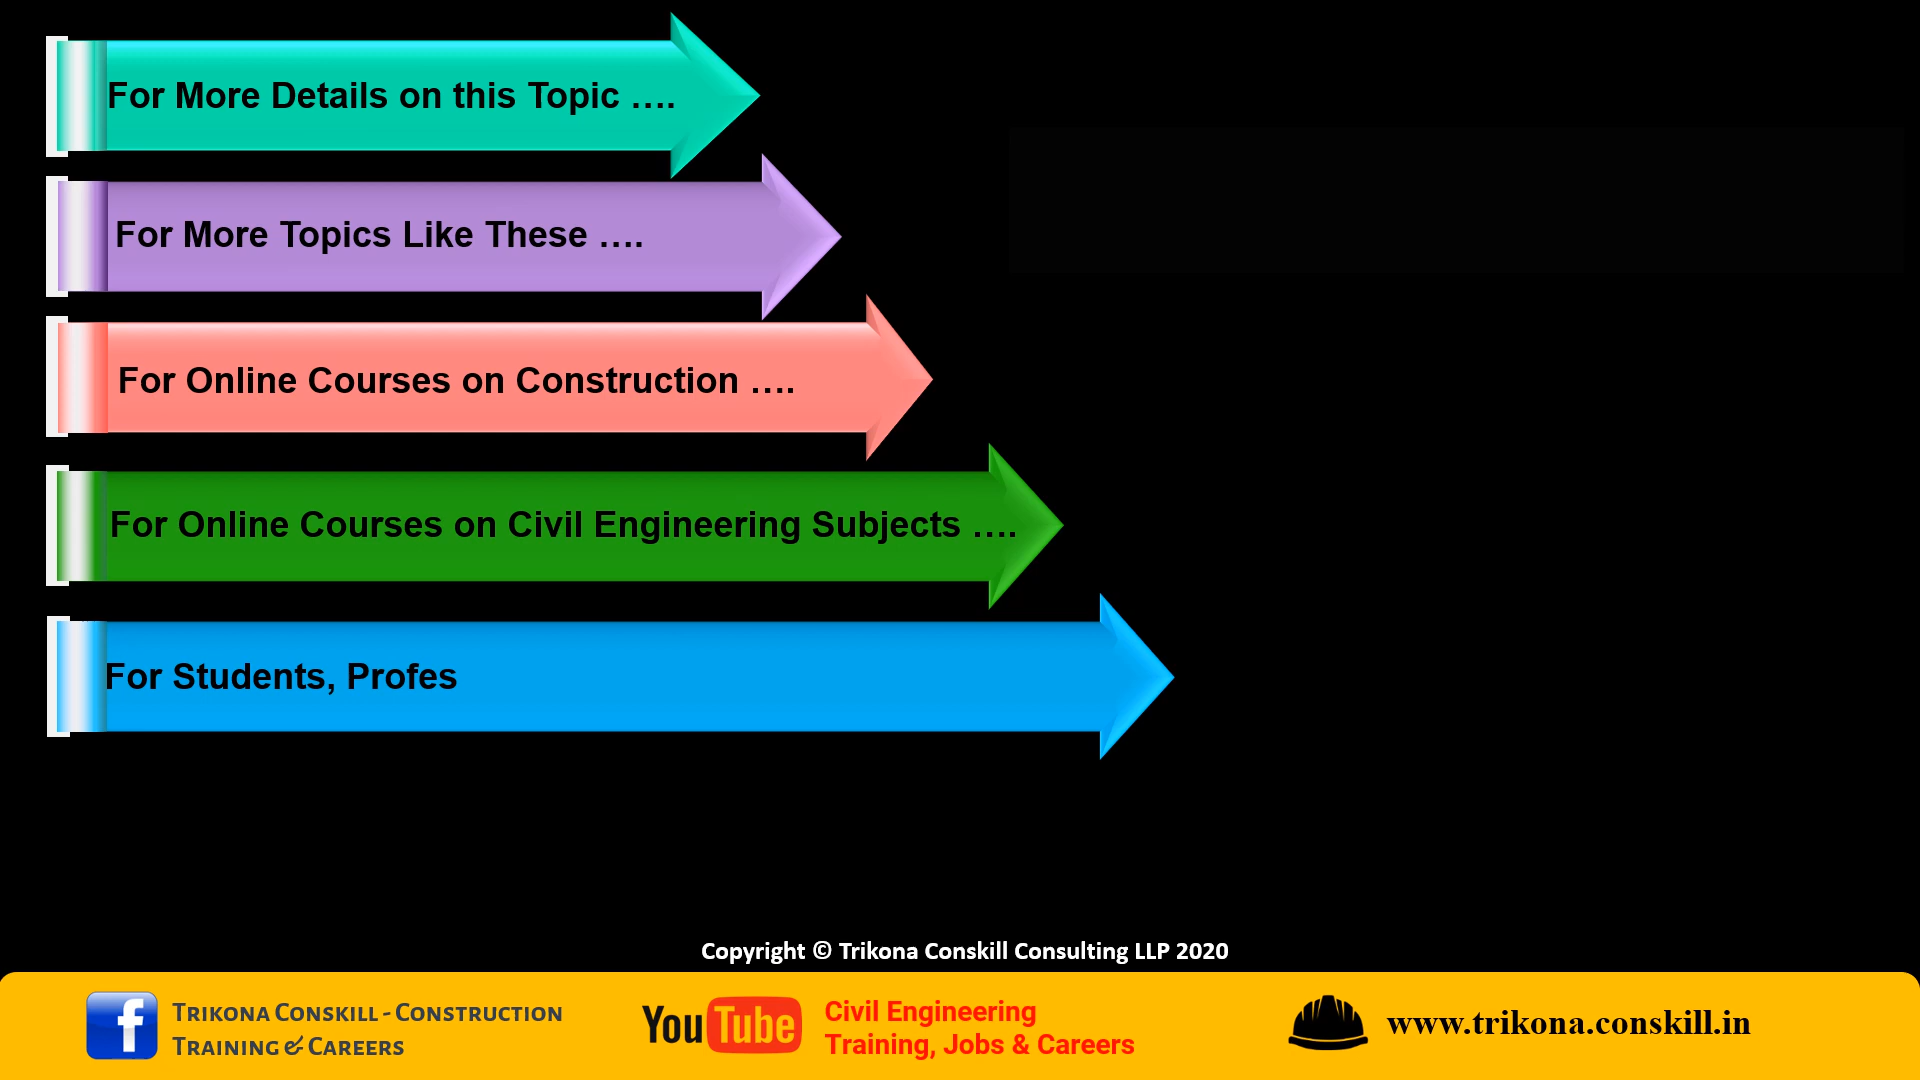 For More Details on this Topic ….
For More Topics Like These ….
For Online Courses on Construction ….
For Online Courses on Civil Engineering Subjects ….
For Students, Profes
Copyright © Trikona Conskill Consulting LLP 2020
f
Trikona Conskill - Construction
Training & Careers
YouTube
Civil Engineering
Training, Jobs & Careers
www.trikona.conskill.in